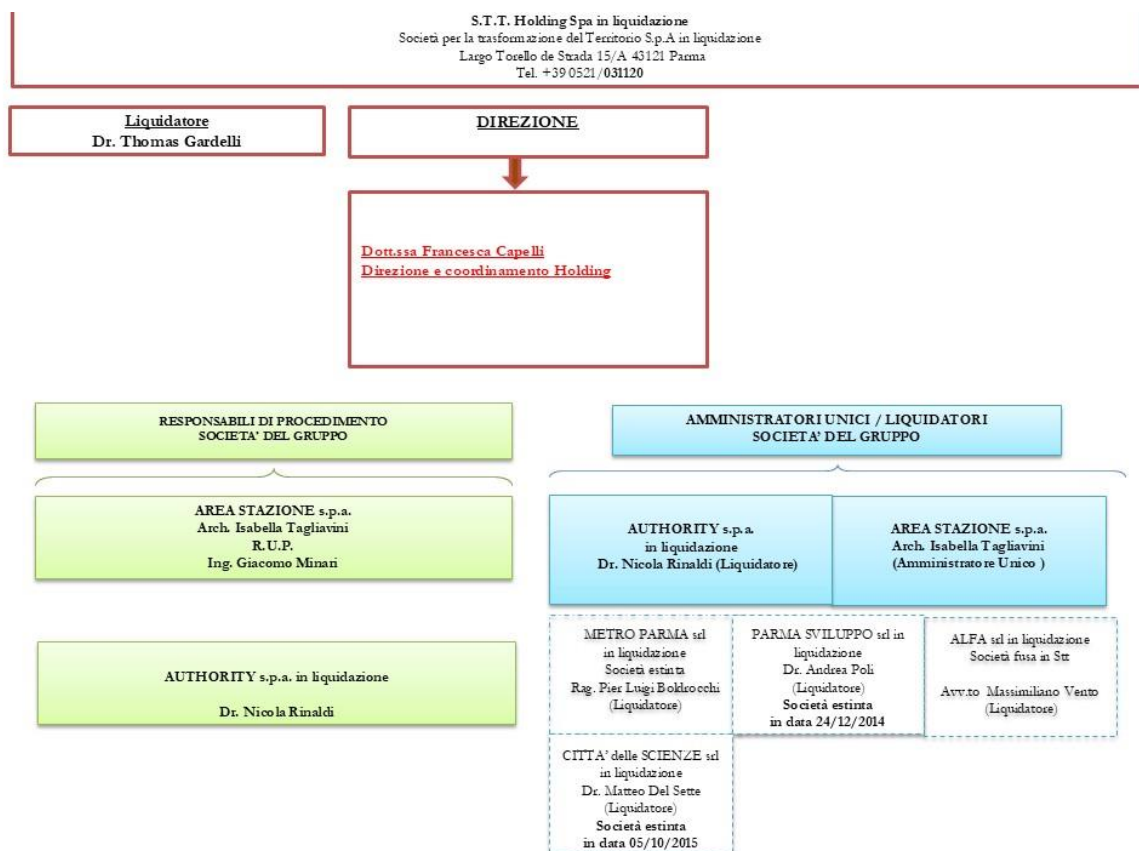 S.T.T. Holding Spa in liquidazione
Società per la trasformazione del Territorio S.p.A in liquidazione
Largo Torello de Strada 15/A 43121 Parma
Tel. +39 0521/031120
Liquidatore
Dr. Thomas Gardelli
DIREZIONE
Dott.ssa Francesca Capelli
Direzione e coordinamento Holding
RESPONSABILI DI PROCEDIMENTO
SOCIETA' DEL GRUPPO
AREA STAZIONE s.p.a.
Arch. Isabella Tagliavini
R.U.P.
Ing. Giacomo Minari
AUTHORITY s.p.a. in liquidazione
Dr. Nicola Rinaldi
AMMINISTRATORI UNICI / LIQUIDATORI
SOCIETA' DEL GRUPPO
AUTHORITY s.p.a.
in liquidazione
Dr. Nicola Rinaldi (Liquidatore)
AREA STAZIONE s.p.a.
Arch. Isabella Tagliavini
(Amministratore Unico )
METRO PARMA srl
in liquidazione
Società estinta
Rag. Pier Luigi Boldrocchi
(Liquidatore)
PARMA SVILUPPO srl in
liquidazione
Dr. Andrea Poli
(Liquidatore)
Società estinta
in data 24/12/2014
ALFA srl in liquidazione
Società fusa in Stt
Avv.to Massimiliano Vento
(Liquidatore)
CITTA' delle SCIENZE srl
in liquidazione
Dr. Matteo Del Sette
(Liquidatore)
Società estinta
in data 05/10/2015